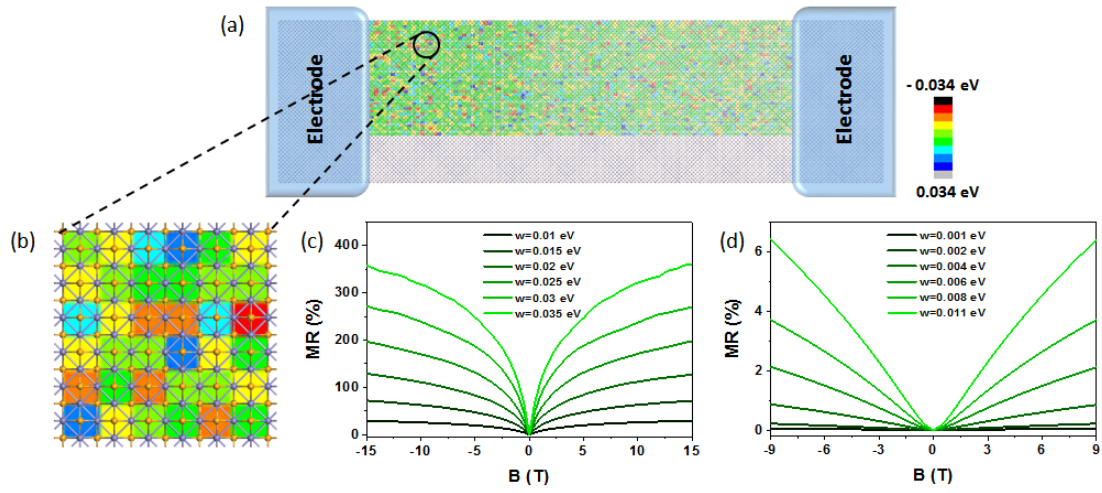 (a)
Electrode
Electrode
- 0.034 eV
0.034 eV
(b)
(c)
w=0.01 eV
w=0.015 eV
w=0.02 eV
w=0.025 eV
w=0.03 eV
w=0.035 eV
MR (%)
400
300
200
100
0
-15 -10 -5 0 5 10 15
B (T)
(d)
w=0.001 eV
w=0.002 eV
w=0.004 eV
w=0.006 eV
w=0.008 eV
w=0.011 eV
MR (%)
6
4
2
0
-9 -6 -3 0 3 6 9
B (T)